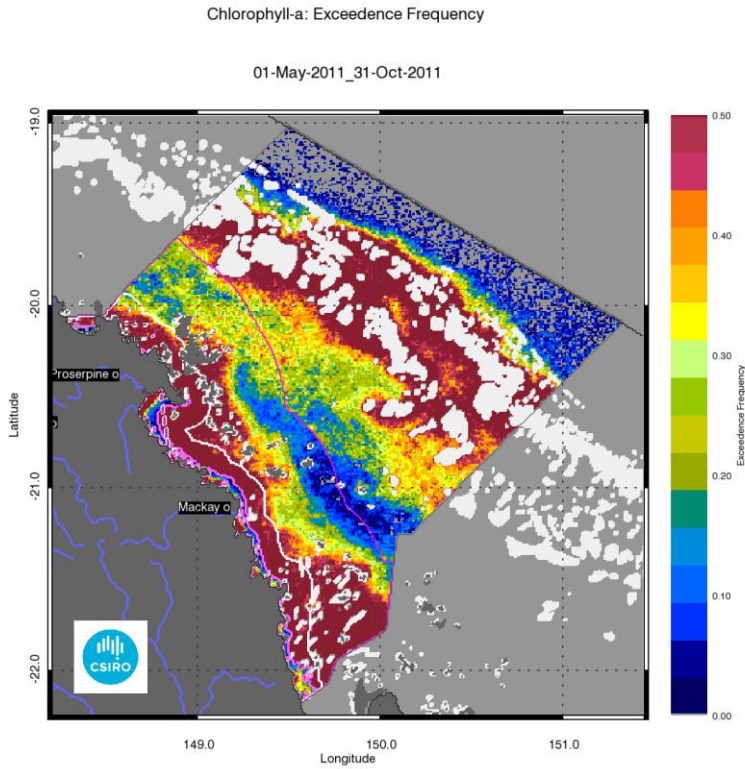 Chlorophyll-a: Exceedence Frequency
01-May-2011_31-Oct-2011
-19.0
-20.0
-21.0
-22.0
Latitude
Proserpine o
o
Mackay o
CSIRO
149.0
150.0
151.0
Longitude
0.50
0.40
0.30
0.20
0.10
0.00
Exceedence Frequency